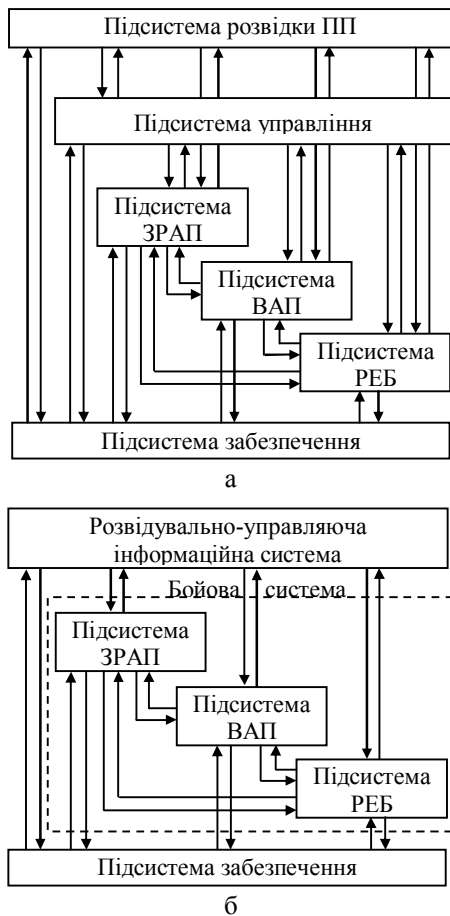 Підсистема розвідки ПП
Підсистема управління
Підсистема
ЗРАП
Підсистема
ВАП
Підсистема
РЕБ
Підсистема забезпечення
а
Розвідувально-управляюча
інформаційна система
Бойова система
Підсистема
ЗРАП
Підсистема
ВАП
Підсистема
РЕБ
Підсистема забезпечення
б